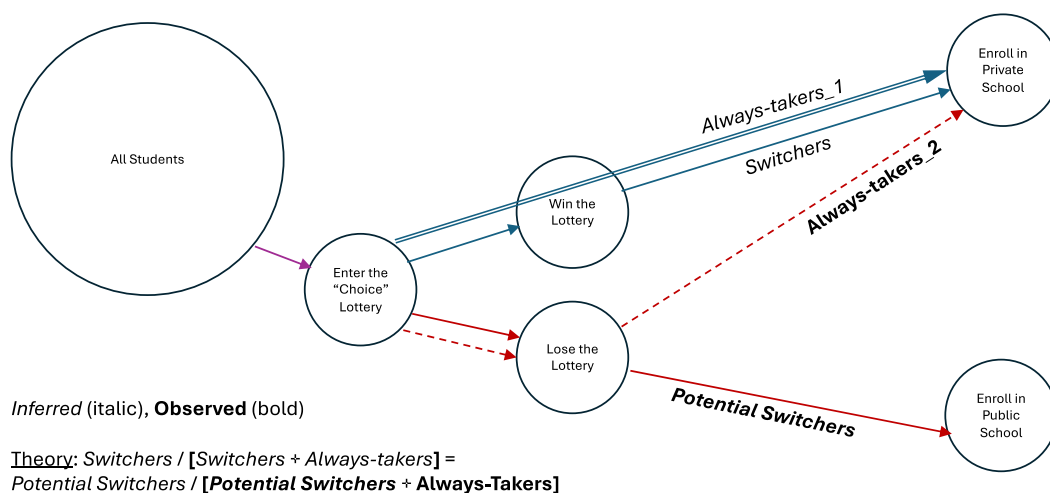 Enroll in
Private
School
Always-takers_1
All Students
Switchers
Always-takers_2
Win the
Lottery
Enter the
“Choice”
Lottery
Lose the
Lottery
Potential Switchers
Enroll in
Public
School
Inferred (italic), Observed (bold)
Theory: Switchers / [Switchers + Always-takers] =
Potential Switchers / [Potential Switchers + Always-Takers]